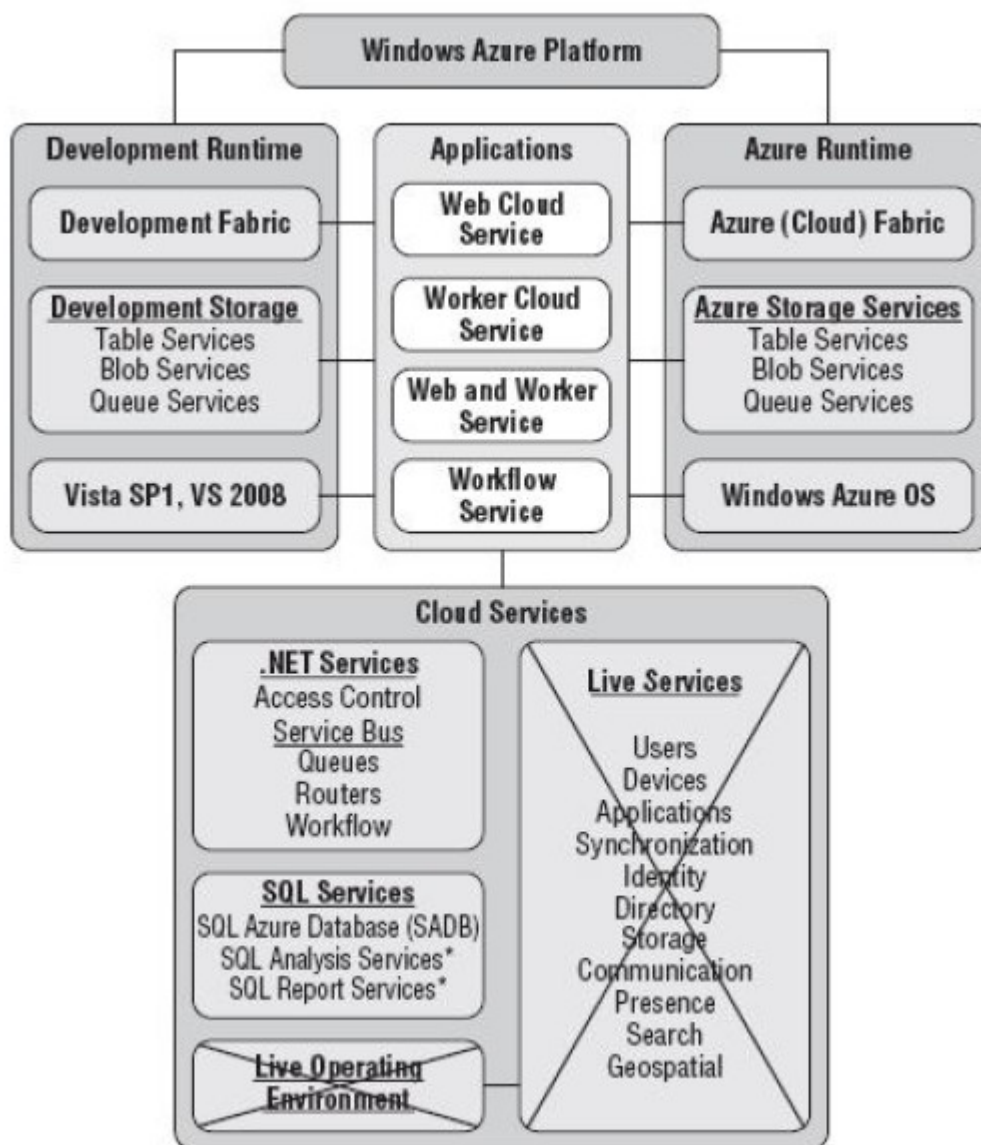 Windows Azure Platform
Development Runtime
Development Fabric
Development Storage
Table Services
Blob Services
Queue Services
Vista SP1, VS 2008
Applications
Web Cloud
Service
Worker Cloud
Service
Web and Worker
Service
Workflow
Service
Azure Runtime
Azure (Cloud) Fabric
Azure Storage Services
Table Services
Blob Services
Queue Services
Windows Azure OS
Cloud Services
.NET Services
Access Control
Service Bus
Queues
Routers
Workflow
SQL Services
SQL Azure Database (SADB)
SQL Analysis Services*
SQL Report Services*
Live Operating
Environment
Live Services
Users
Devices
Applications
Synchronization
Identity
Directory
Storage
Communication
Presence
Search
Geospatial